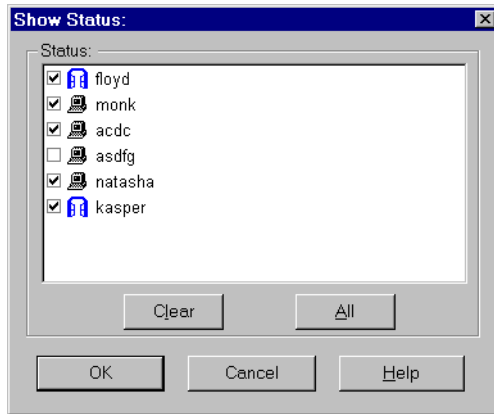 Show Status:
Status:
floyd
monk
acdc
asdfg
natasha
kasper
Clear All
OK Cancel Help